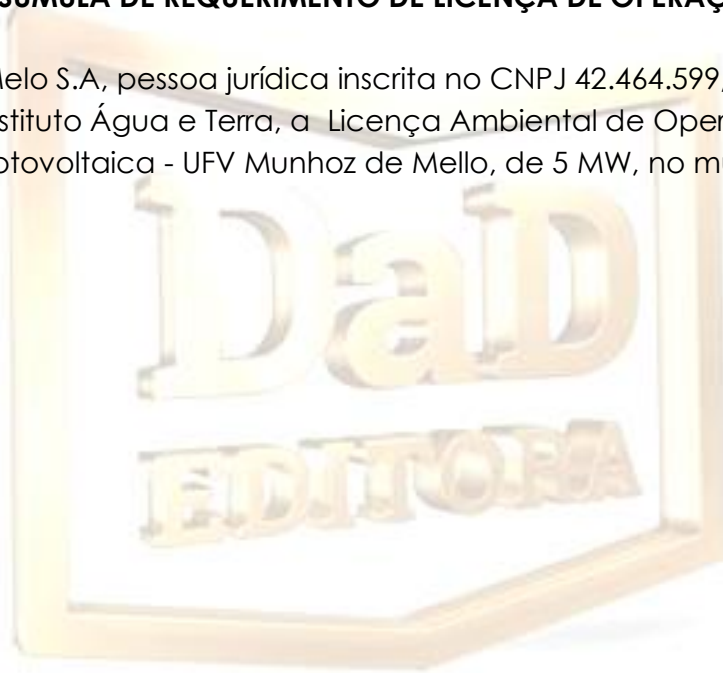 SÚMULA DE REQUERIMENTO DE LICENÇA DE OPERAÇ
Melo S.A, pessoa jurídica inscrita no CNPJ 42.464.599
stituto Água e Terra, a Licença Ambiental de Oper
otovoltaica - UFV Munhoz de Mello, de 5 MW, no mu
DaD
EDITORA